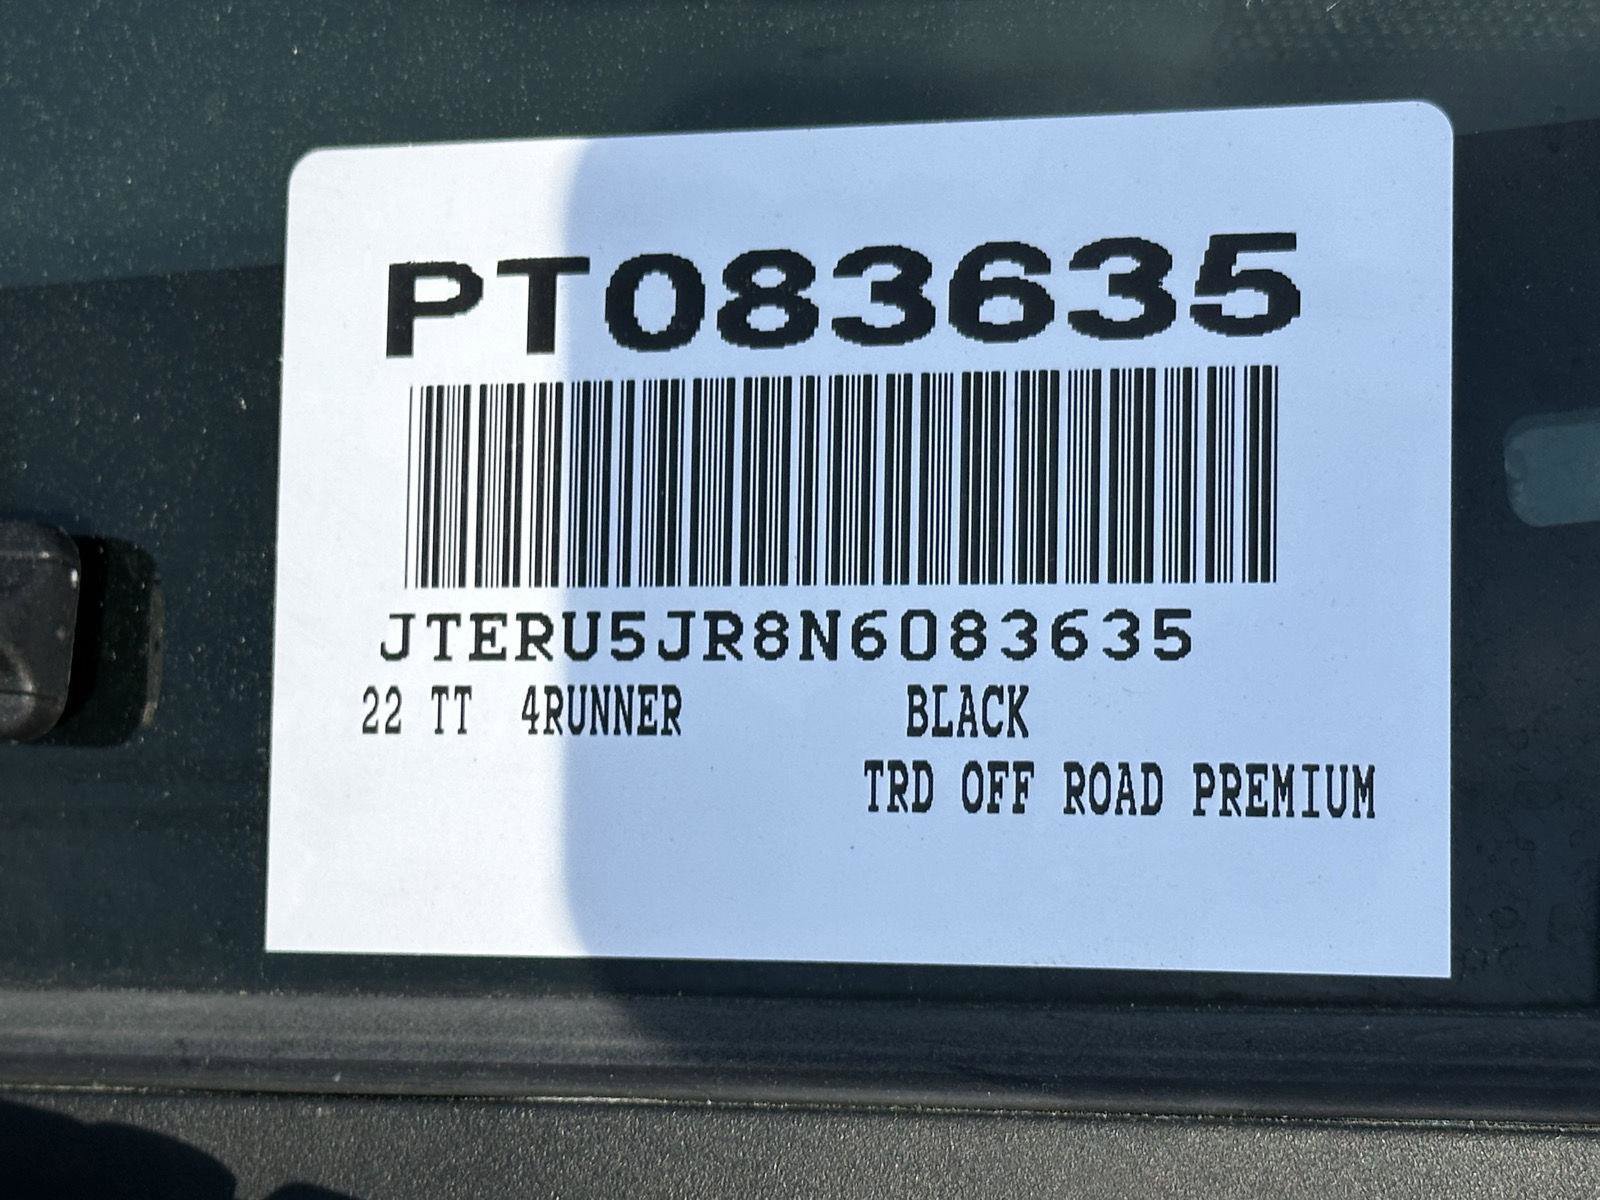 PT083635
JTERU5JR8N6083635
22 TT 4RUNNER BLACK
TRD OFF ROAD PREMIUM